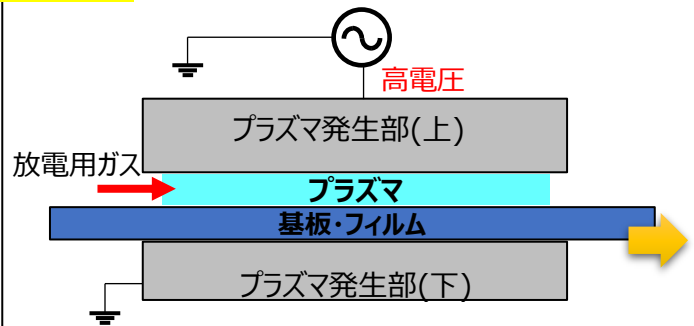 高電圧
プラズマ発生部(上)
放電用ガス
プラズマ
基板・フィルム
プラズマ発生部(下)